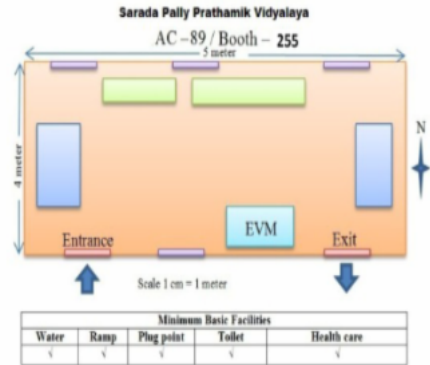 Sarada Pally Prathamik Vidyalaya
AC –89 / Booth – 255
5 meter
4 meter
N
EVM
Entrance
Exit
Scale 1 cm = 1 meter
Minimum Basic Facilities
Water Ramp Plug point Toilet Health care
√ √ √ √ √